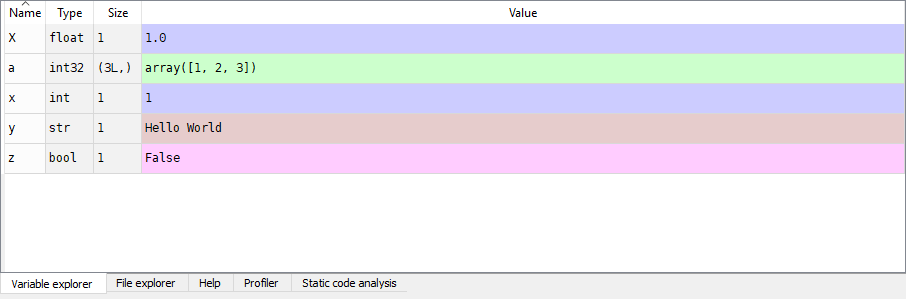 Name Type Size Value
X float 1 1.0
a int32 (3L,) array([1, 2, 3])
x int 1 1
y str 1 Hello World
z bool 1 False
Variable explorer File explorer Help Profiler Static code analysis